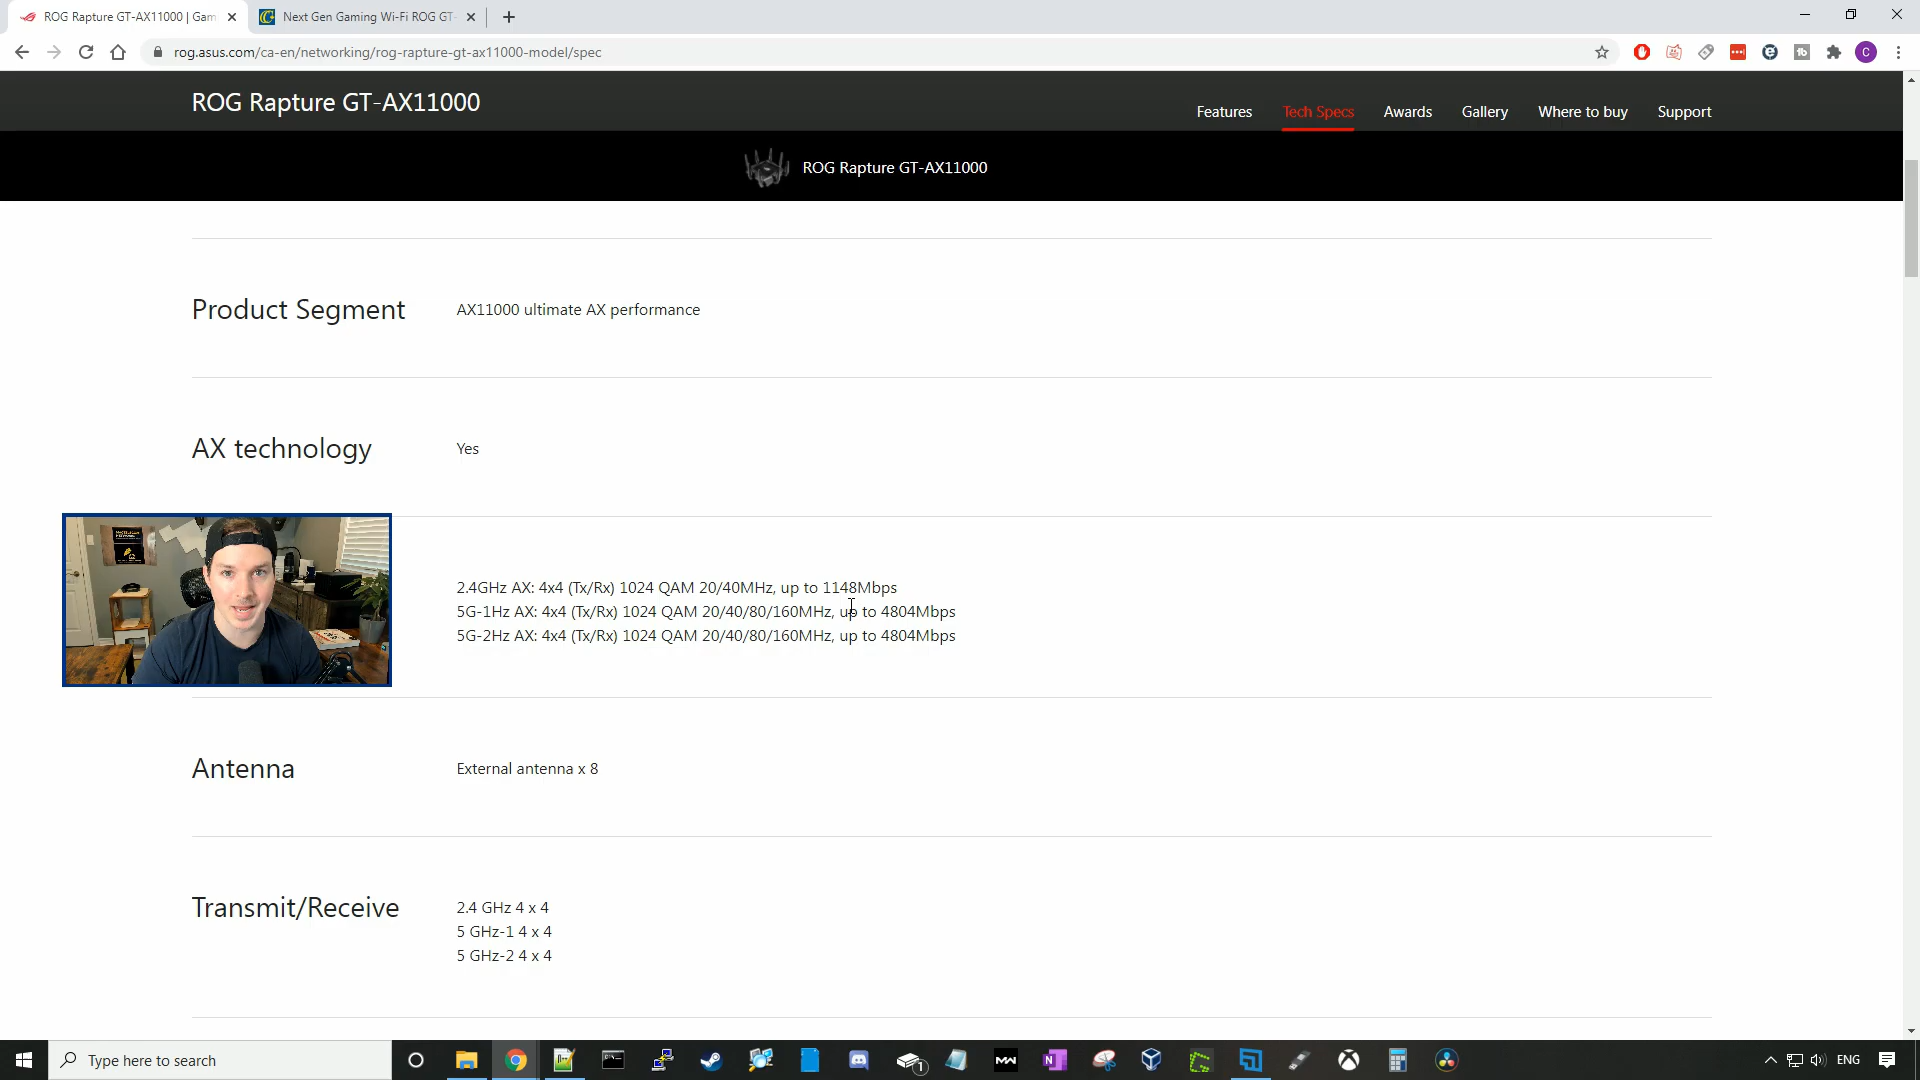 ROG Rapture GT-AX11000 | Gam
Next Gen Gaming Wi-Fi ROG GT-
rog.asus.com/ca-en/networking/rog-rapture-gt-ax11000-model/spec
C
ROG Rapture GT-AX11000
Features
Tech Specs
Awards
Gallery
Where to buy
Support
ROG Rapture GT-AX11000
Product Segment
AX11000 ultimate AX performance
AX technology
Yes
2.4GHz AX: 4x4 (Tx/Rx) 1024 QAM 20/40MHz, up to 1148Mbps
5G-1Hz AX: 4x4 (Tx/Rx) 1024 QAM 20/40/80/160MHz, up to 4804Mbps
5G-2Hz AX: 4x4 (Tx/Rx) 1024 QAM 20/40/80/160MHz, up to 4804Mbps
Antenna
External antenna x 8
Transmit/Receive
2.4 GHz 4 x 4
5 GHz-1 4 x 4
5 GHz-2 4 x 4
Type here to search
1
MW
N
ENG